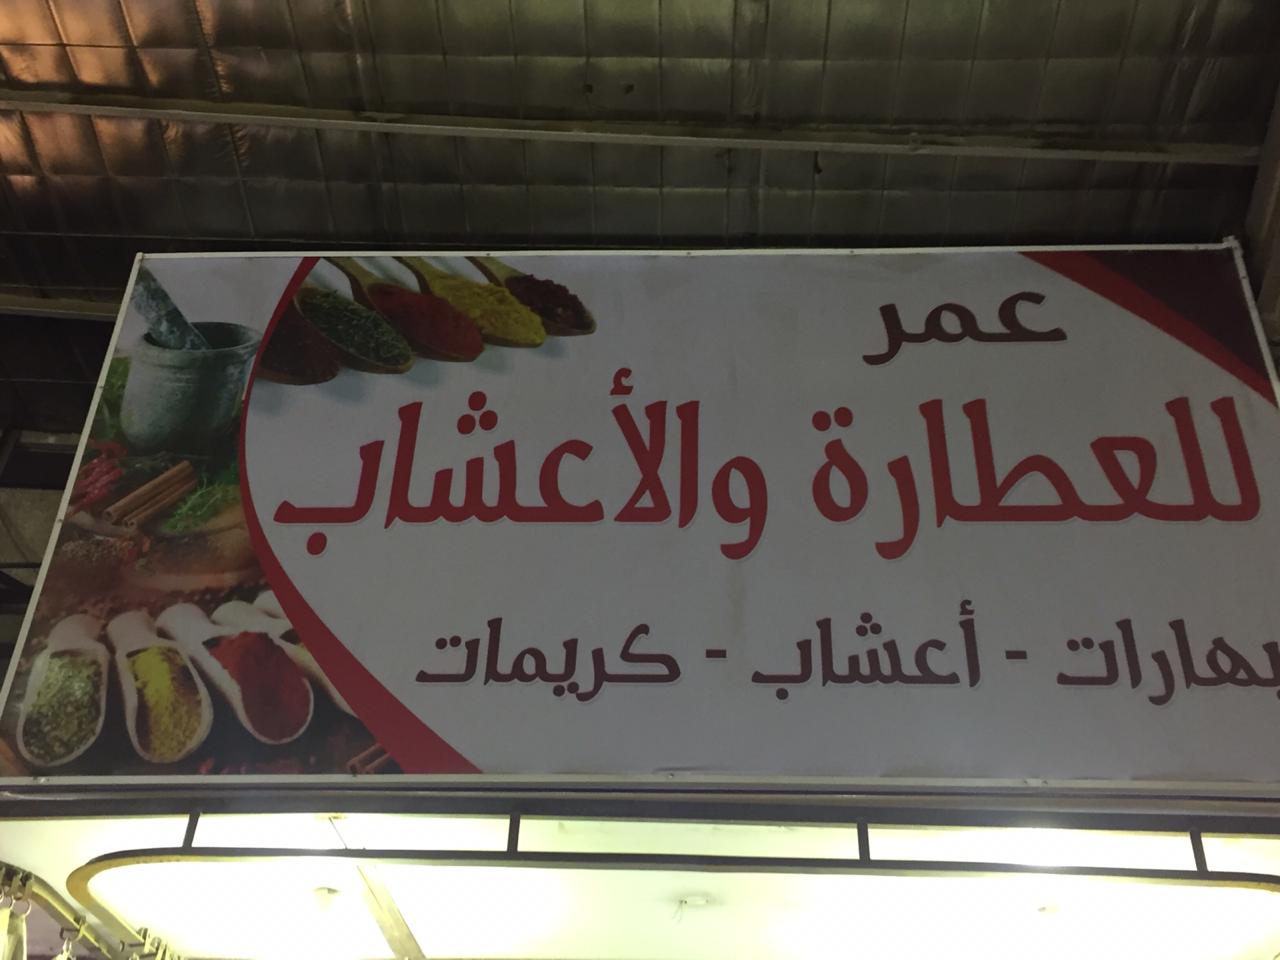 عمر
للعطارة والأعشاب
بهارات - أعشاب - كريمات